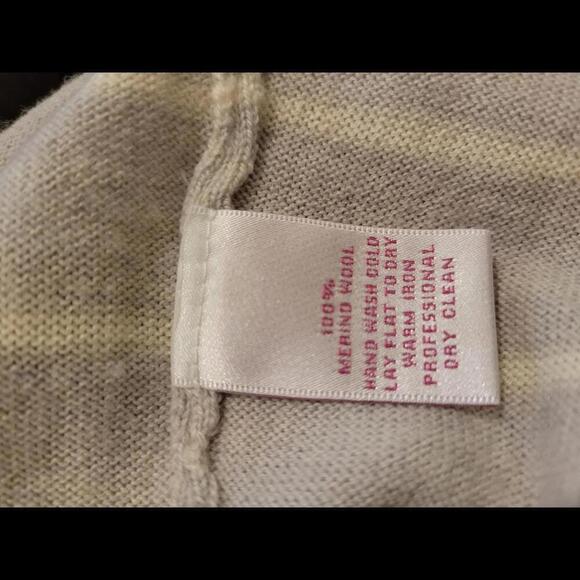 100%
MERINO WOOL
HAND WASH COLD
LAY FLAT TO DRY
WARM IRON
PROFESSIONAL
DRY CLEAN